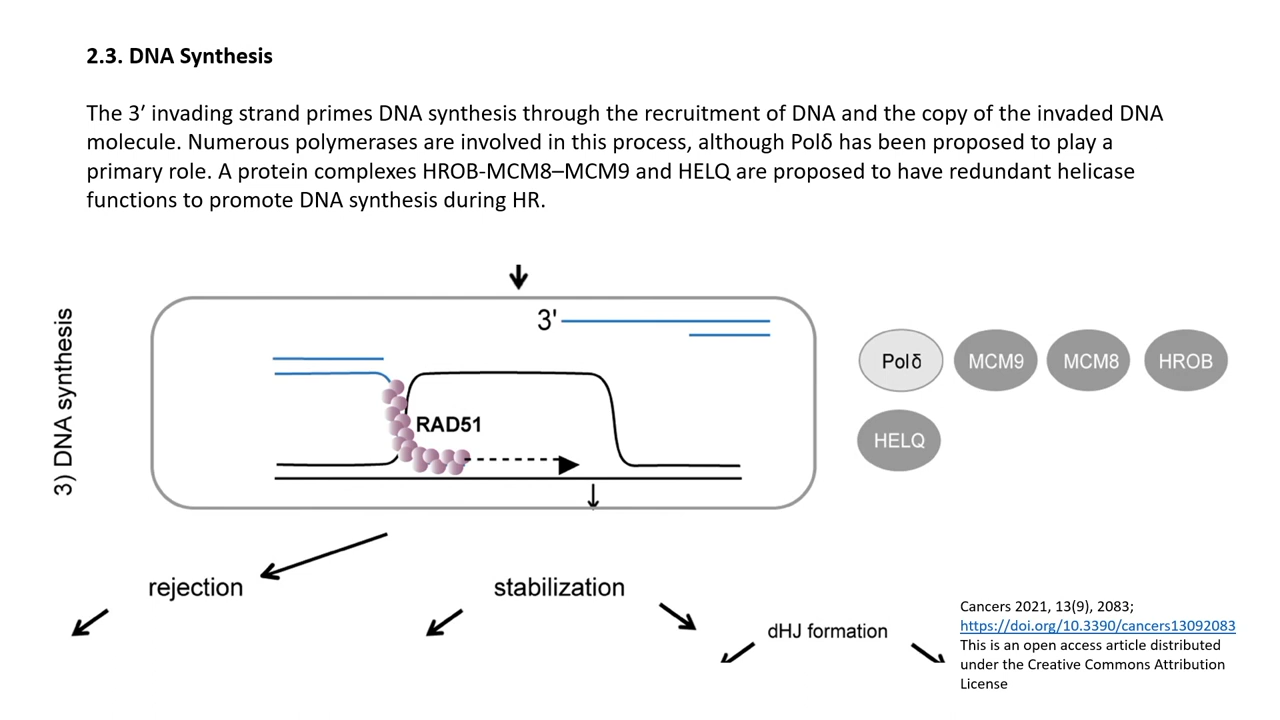 2.3. DNA Synthesis
The 3′ invading strand primes DNA synthesis through the recruitment of DNA and the copy of the invaded DNA
molecule. Numerous polymerases are involved in this process, although Polδ has been proposed to play a
primary role. A protein complexes HROB-MCM8–MCM9 and HELQ are proposed to have redundant helicase
functions to promote DNA synthesis during HR.
3) DNA synthesis
3'
RAD51
Polδ
MCM9
MCM8
HROB
HELQ
rejection
stabilization
dHJ formation
Cancers 2021, 13(9), 2083;
https://doi.org/10.3390/cancers13092083
This is an open access article distributed
under the Creative Commons Attribution
License